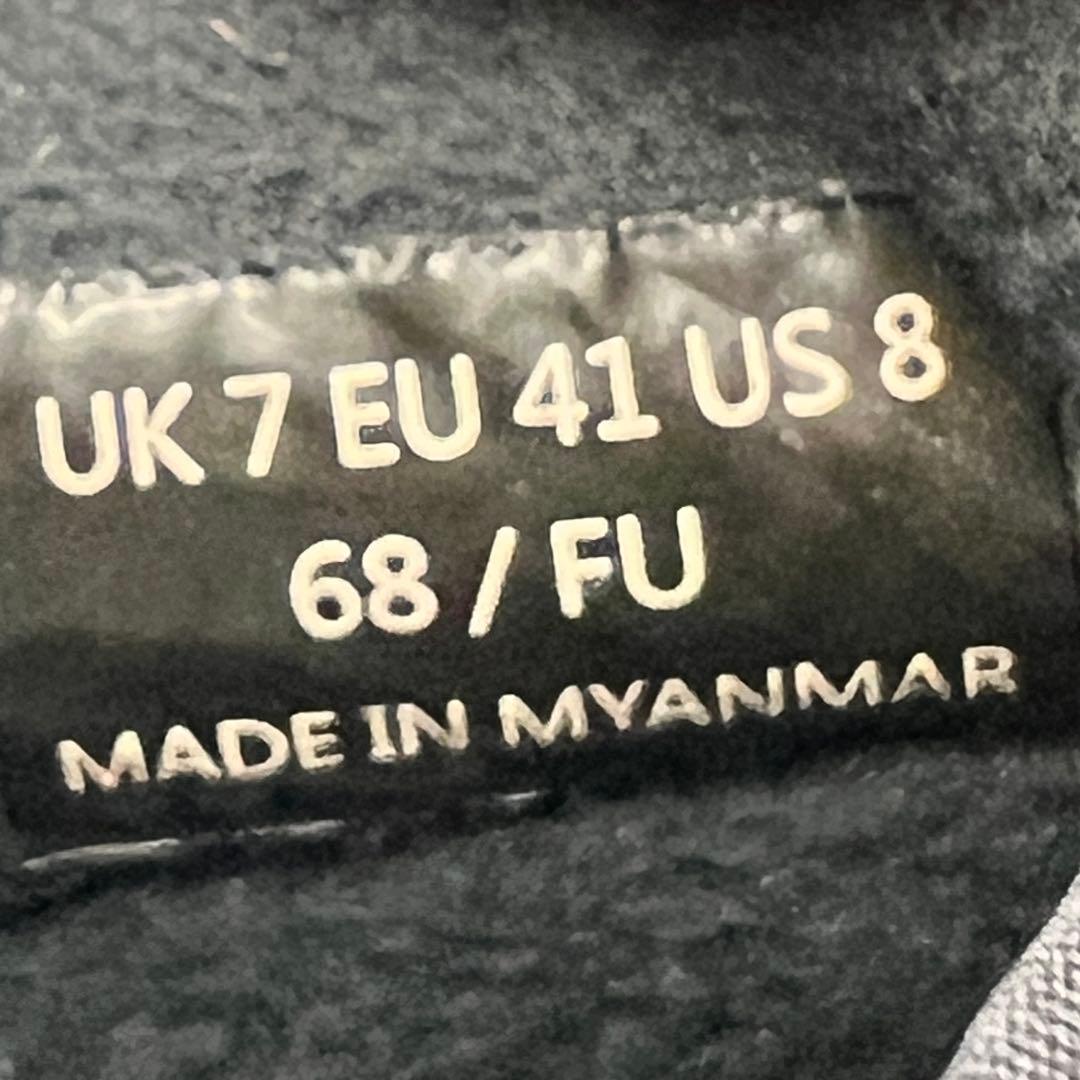 UK 7 EU 41 US 8
68 / FU
MADE IN MYANMAR